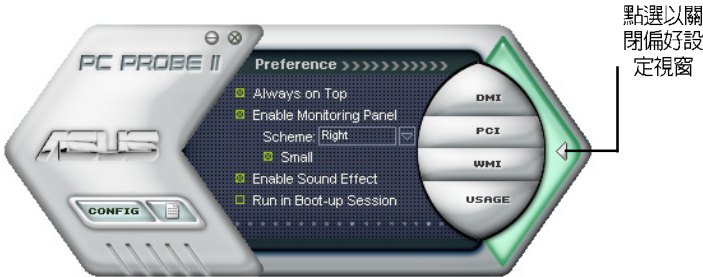 點選以關
閉偏好設
定視窗
PC PROBE II
Preference >>>>>>>>>>>
Always on Top
Enable Monitoring Panel
Scheme: Right
Small
Enable Sound Effect
Run in Boot-up Session
DMI
PCI
WMI
USAGE
ASUS
CONFIG